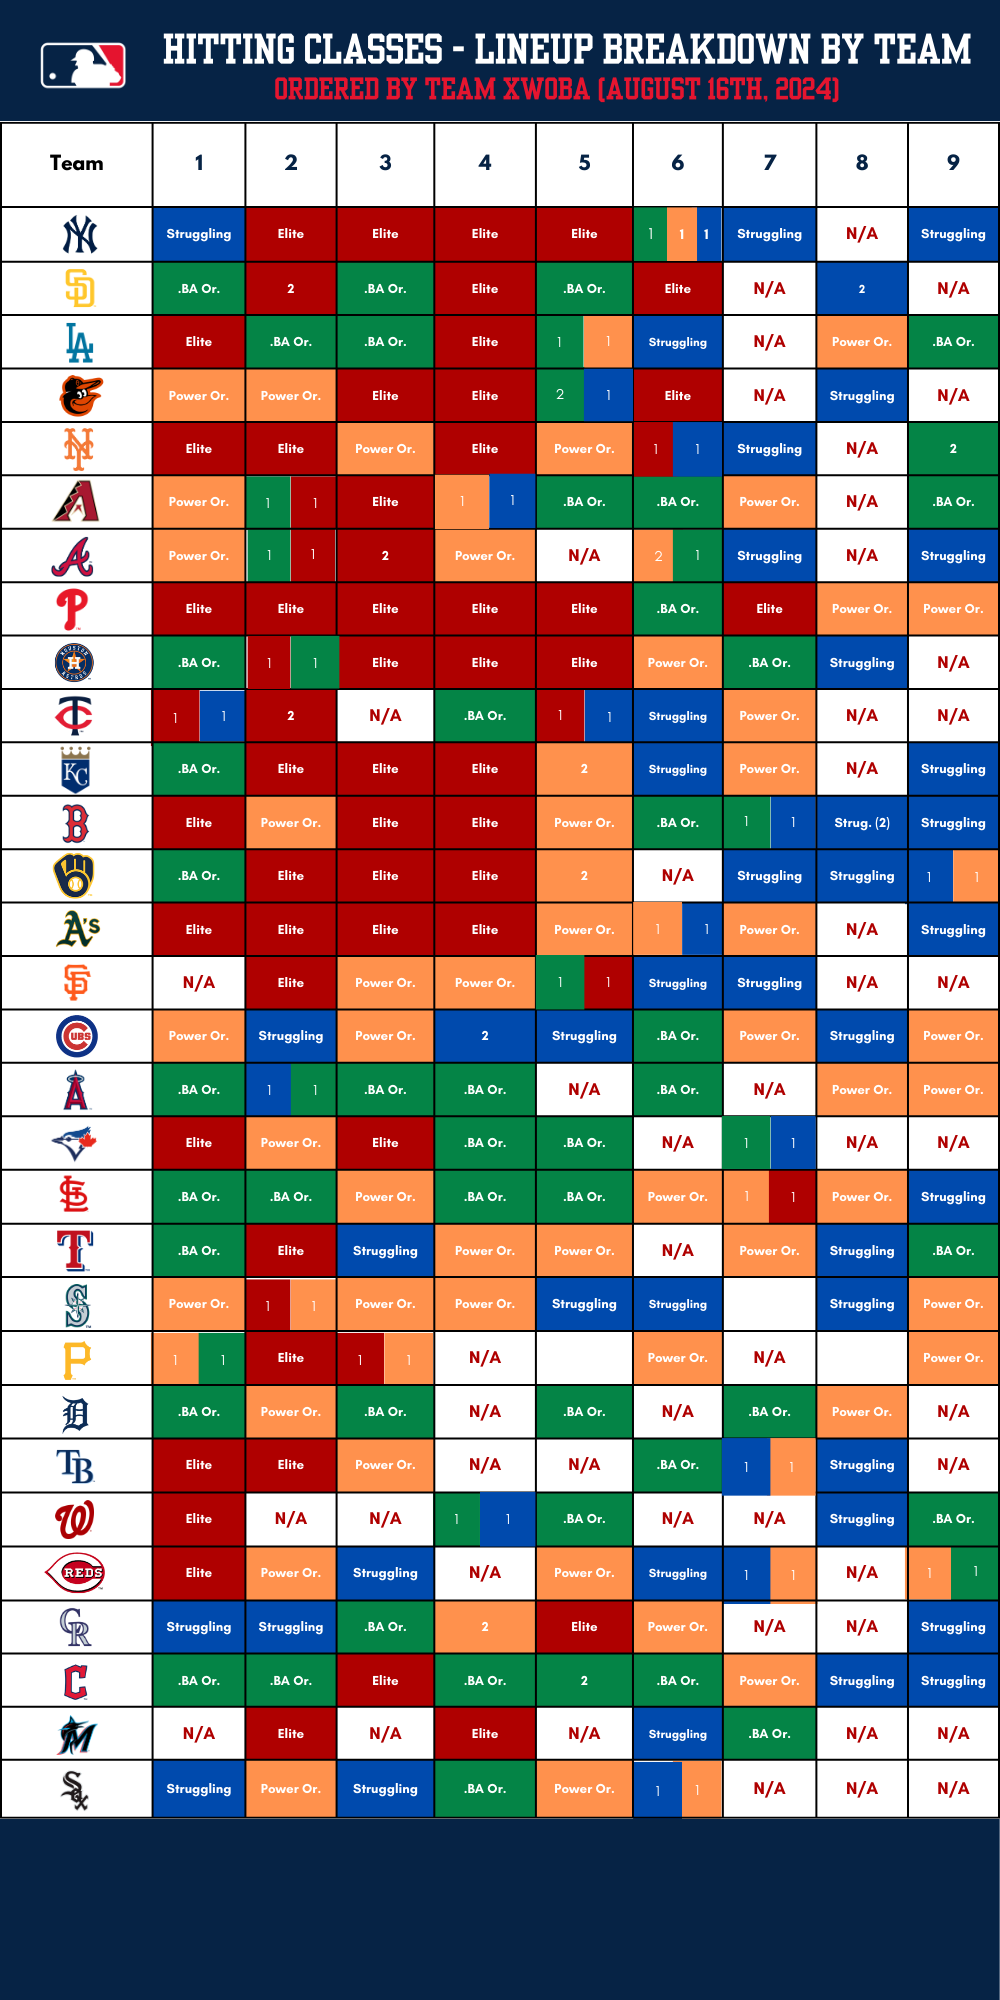 HITTING CLASSES - LINEUP BREAKDOWN BY TEAM
ORDERED BY TEAM XWOBA (AUGUST 16TH, 2024)
Team 1 2 3 4 5 6 7 8 9
NY Struggling Elite Elite Elite Elite 1 1 1 Struggling N/A Struggling
SD .BA Or. 2 .BA Or. Elite .BA Or. Elite N/A 2 N/A
LA Elite .BA Or. .BA Or. Elite 1 1 Struggling N/A Power Or. .BA Or.
Power Or. Power Or. Elite Elite 2 1 Elite N/A Struggling N/A
NY Elite Elite Power Or. Elite Power Or. 1 1 Struggling N/A 2
A Power Or. 1 1 Elite 1 1 .BA Or. .BA Or. Power Or. N/A .BA Or.
A Power Or. 1 1 2 Power Or. N/A 2 1 Struggling N/A Struggling
P Elite Elite Elite Elite Elite .BA Or. Elite Power Or. Power Or.
HOUSTON ASTROS H .BA Or. 1 1 Elite Elite Elite Power Or. .BA Or. Struggling N/A
TC 1 1 2 N/A .BA Or. 1 1 Struggling Power Or. N/A N/A
KC .BA Or. Elite Elite Elite 2 Struggling Power Or. N/A Struggling
B Elite Power Or. Elite Elite Power Or. .BA Or. 1 1 Strug. (2) Struggling
.BA Or. Elite Elite Elite 2 N/A Struggling Struggling 1 1
A's Elite Elite Elite Elite Power Or. 1 1 Power Or. N/A Struggling
SF N/A Elite Power Or. Power Or. 1 1 Struggling Struggling N/A N/A
CUBS Power Or. Struggling Power Or. 2 Struggling .BA Or. Power Or. Struggling Power Or.
A .BA Or. 1 1 .BA Or. .BA Or. N/A .BA Or. N/A Power Or. Power Or.
Elite Power Or. Elite .BA Or. .BA Or. N/A 1 1 N/A N/A
STL .BA Or. .BA Or. Power Or. .BA Or. .BA Or. Power Or. 1 1 Power Or. Struggling
T .BA Or. Elite Struggling Power Or. Power Or. N/A Power Or. Struggling .BA Or.
S Power Or. 1 1 Power Or. Power Or. Struggling Struggling Struggling Power Or.
P 1 1 Elite 1 1 N/A Power Or. N/A Power Or.
D .BA Or. Power Or. .BA Or. N/A .BA Or. N/A .BA Or. Power Or. N/A
TB Elite Elite Power Or. N/A N/A .BA Or. 1 1 Struggling N/A
W Elite N/A N/A 1 1 .BA Or. N/A N/A Struggling .BA Or.
REDS Elite Power Or. Struggling N/A Power Or. Struggling 1 1 N/A 1 1
CR Struggling Struggling .BA Or. 2 Elite Power Or. N/A N/A Struggling
C .BA Or. .BA Or. Elite .BA Or. 2 .BA Or. Power Or. Struggling Struggling
M N/A Elite N/A Elite N/A Struggling .BA Or. N/A N/A
Sox Struggling Power Or. Struggling .BA Or. Power Or. 1 1 N/A N/A N/A